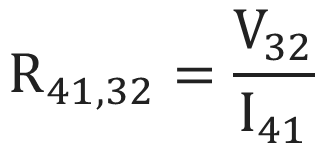 R₄₁,₃₂ = V₃₂ / I₄₁